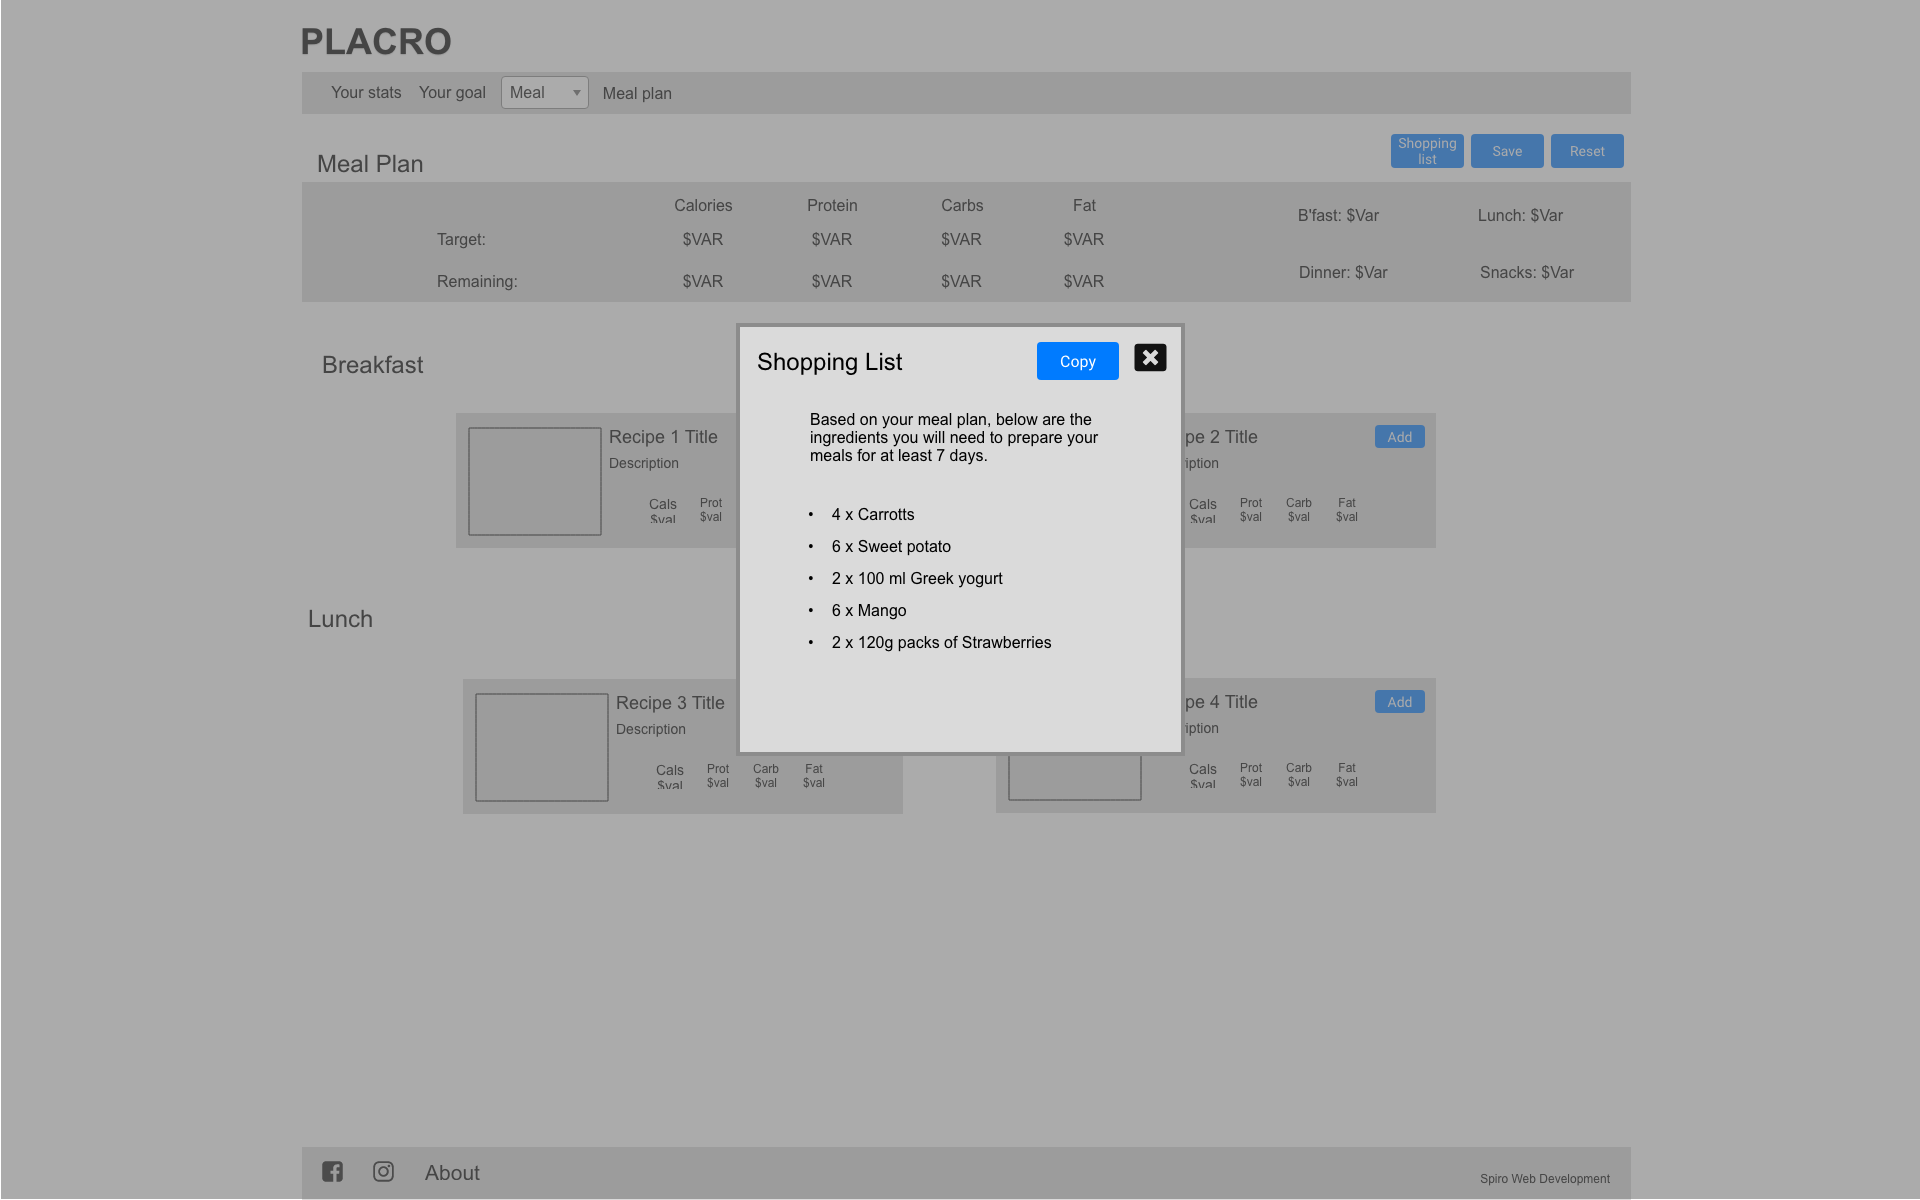 PLACRO
Your stats
Your goal
Meal
Meal plan
Shopping
list
Save
Reset
Meal Plan
Calories
Protein
Carbs
Fat
Target:
$VAR
$VAR
$VAR
$VAR
Remaining:
$VAR
$VAR
$VAR
$VAR
B'fast: $Var
Lunch: $Var
Dinner: $Var
Snacks: $Var
Breakfast
Shopping List
Copy
Based on your meal plan, below are the
ingredients you will need to prepare your
meals for at least 7 days.
• 4 x Carrotts
• 6 x Sweet potato
• 2 x 100 ml Greek yogurt
• 6 x Mango
• 2 x 120g packs of Strawberries
Recipe 1 Title
Description
Cals
$val
Prot
$val
pe 2 Title
iption
Add
Cals
$val
Prot
$val
Carb
$val
Fat
$val
Lunch
Recipe 3 Title
Description
Cals
$val
Prot
$val
Carb
$val
Fat
$val
pe 4 Title
iption
Add
Cals
$val
Prot
$val
Carb
$val
Fat
$val
About
Spiro Web Development